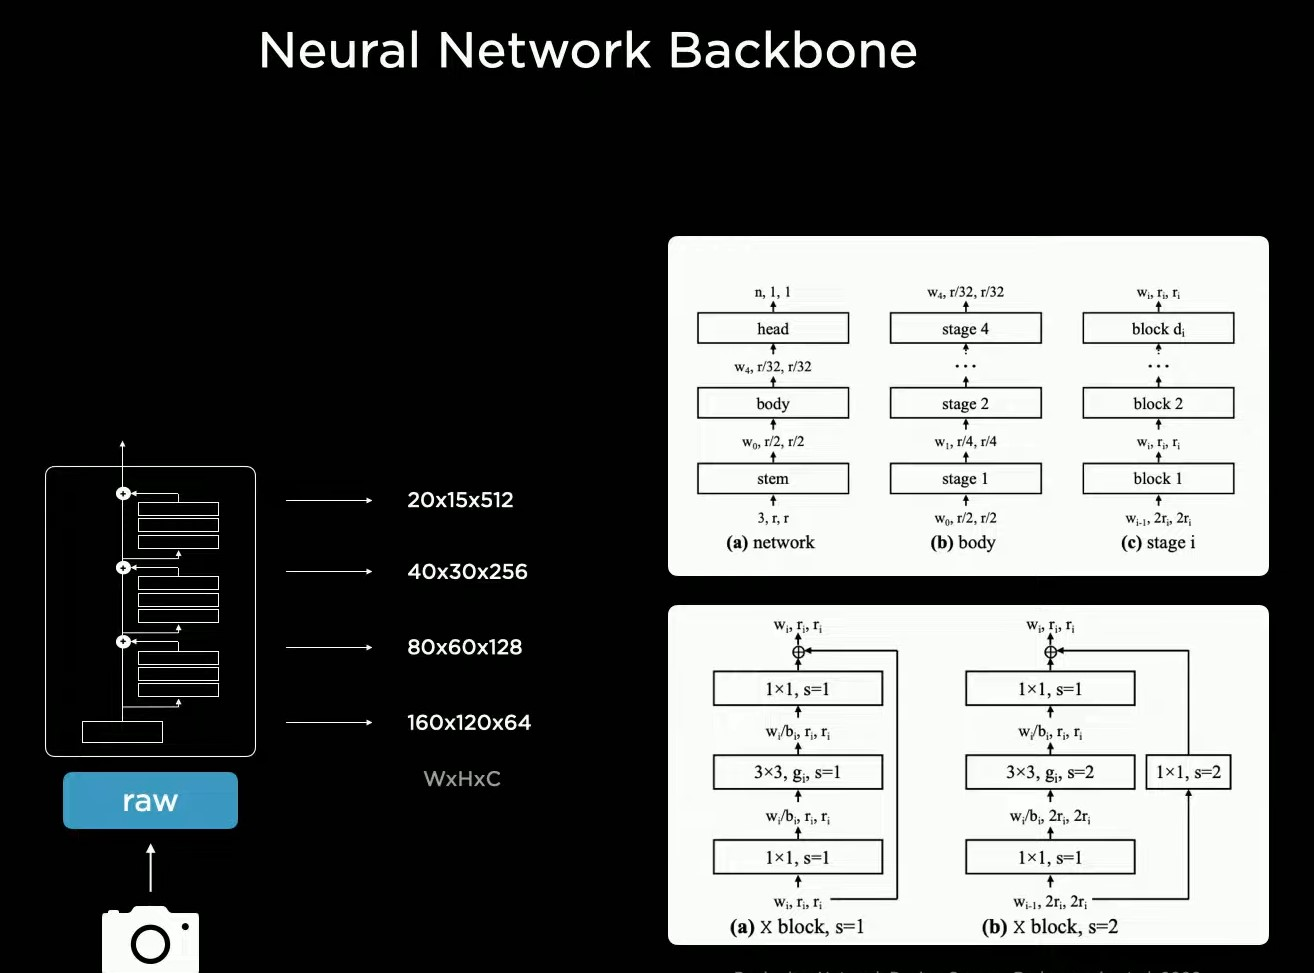 Neural Network Backbone
20x15x512
40x30x256
80x60x128
160x120x64
WxHxC
raw
n, 1, 1
head
w₄, r/32, r/32
body
w₀, r/2, r/2
stem
3, r, r
(a) network
w₄, r/32, r/32
stage 4
...
stage 2
w₁, r/4, r/4
stage 1
w₀, r/2, r/2
(b) body
wᵢ, rᵢ, rᵢ
block dᵢ
...
block 2
wᵢ, rᵢ, rᵢ
block 1
wᵢ₋₁, 2rᵢ, 2rᵢ
(c) stage i
wᵢ, rᵢ, rᵢ
1×1, s=1
wᵢ/bᵢ, rᵢ, rᵢ
3×3, gᵢ, s=1
wᵢ/bᵢ, rᵢ, rᵢ
1×1, s=1
wᵢ, rᵢ, rᵢ
(a) X block, s=1
wᵢ, rᵢ, rᵢ
1×1, s=1
wᵢ/bᵢ, rᵢ, rᵢ
3×3, gᵢ, s=2
1×1, s=2
wᵢ/bᵢ, 2rᵢ, 2rᵢ
1×1, s=1
wᵢ₋₁, 2rᵢ, 2rᵢ
(b) X block, s=2